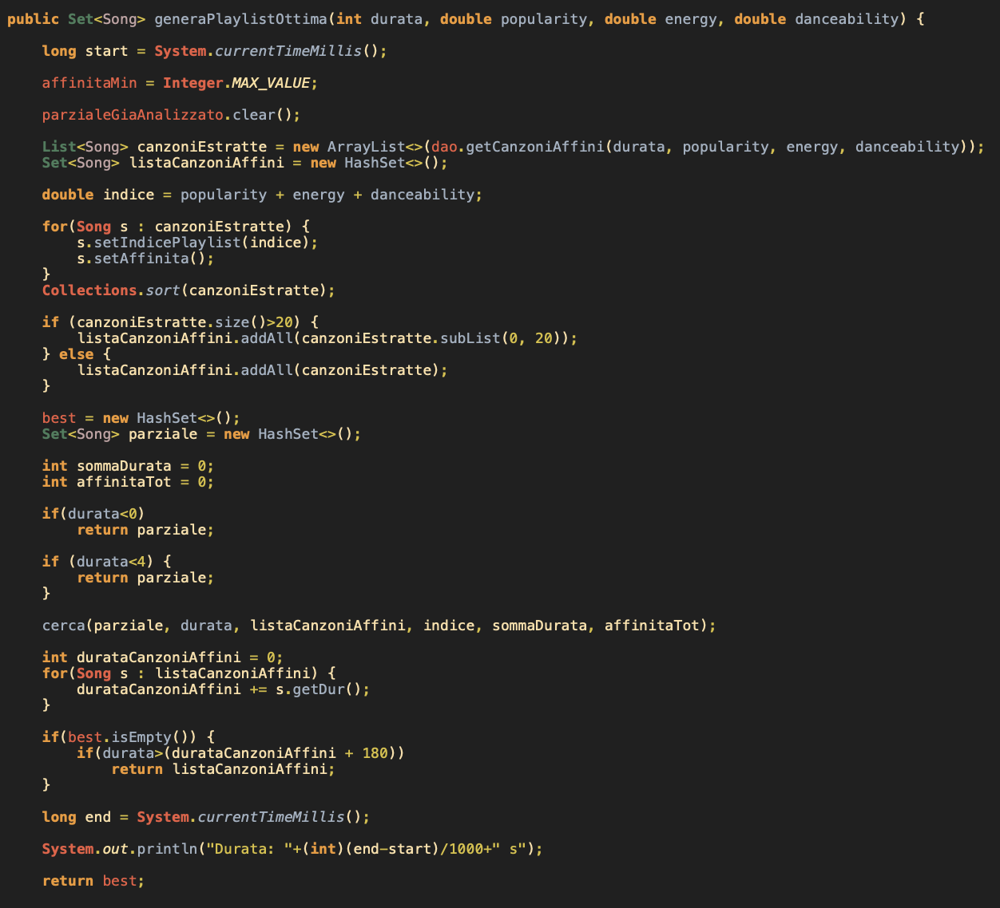 public Set<Song> generaPlaylistOttima(int durata, double popularity, double energy, double danceability) {
long start = System.currentTimeMillis();
affinitaMin = Integer.MAX_VALUE;
parzialeGiaAnalizzato.clear();
List<Song> canzoniEstratte = new ArrayList<>(dao.getCanzoniAffini(durata, popularity, energy, danceability));
Set<Song> listaCanzoniAffini = new HashSet<>();
double indice = popularity + energy + danceability;
for(Song s : canzoniEstratte) {
s.setIndicePlaylist(indice);
s.setAffinita();
}
Collections.sort(canzoniEstratte);
if (canzoniEstratte.size()>20) {
listaCanzoniAffini.addAll(canzoniEstratte.subList(0, 20));
} else {
listaCanzoniAffini.addAll(canzoniEstratte);
}
best = new HashSet<>();
Set<Song> parziale = new HashSet<>();
int sommaDurata = 0;
int affinitaTot = 0;
if(durata<0)
return parziale;
if (durata<4) {
return parziale;
}
cerca(parziale, durata, listaCanzoniAffini, indice, sommaDurata, affinitaTot);
int durataCanzoniAffini = 0;
for(Song s : listaCanzoniAffini) {
durataCanzoniAffini += s.getDur();
}
if(best.isEmpty()) {
if(durata>(durataCanzoniAffini + 180))
return listaCanzoniAffini;
}
long end = System.currentTimeMillis();
System.out.println("Durata: "+(int)(end-start)/1000+" s");
return best;